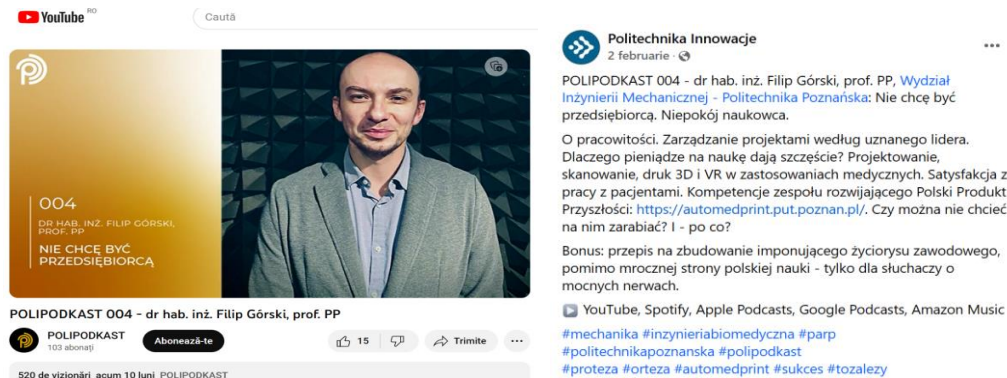 YouTube RO
Caută
004
DR HAB. INŻ. FILIP GÓRSKI,
PROF. PP
NIE CHCĘ BYĆ
PRZEDSIĘBIORCĄ
POLIPODKAST 004 - dr hab. inż. Filip Górski, prof. PP
POLIPODKAST
103 abonați
Abonează-te
15
Trimite
520 de vizionări acum 10 luni POLIPODKAST
Politechnika Innowacje
2 februarie
POLIPODKAST 004 - dr hab. inż. Filip Górski, prof. PP, Wydział
Inżynierii Mechanicznej - Politechnika Poznańska: Nie chcę być
przedsiębiorcą. Niepokój naukowca.
O pracowitości. Zarządzanie projektami według uznanego lidera.
Dlaczego pieniądze na naukę dają szczęście? Projektowanie,
skanowanie, druk 3D i VR w zastosowaniach medycznych. Satysfakcja z
pracy z pacjentami. Kompetencje zespołu rozwijającego Polski Produkt
Przyszłości: https://automedprint.put.poznan.pl/. Czy można nie chcieć
na nim zarabiać? I - po co?
Bonus: przepis na zbudowanie imponującego życiorysu zawodowego,
pomimo mrocznej strony polskiej nauki - tylko dla słuchaczy o
mocnych nerwach.
YouTube, Spotify, Apple Podcasts, Google Podcasts, Amazon Music
#mechanika #inzynieriabiomedyczna #parp
#politechnikapoznanska #polipodkast
#proteza #orteza #automedprint #sukces #tozalezy